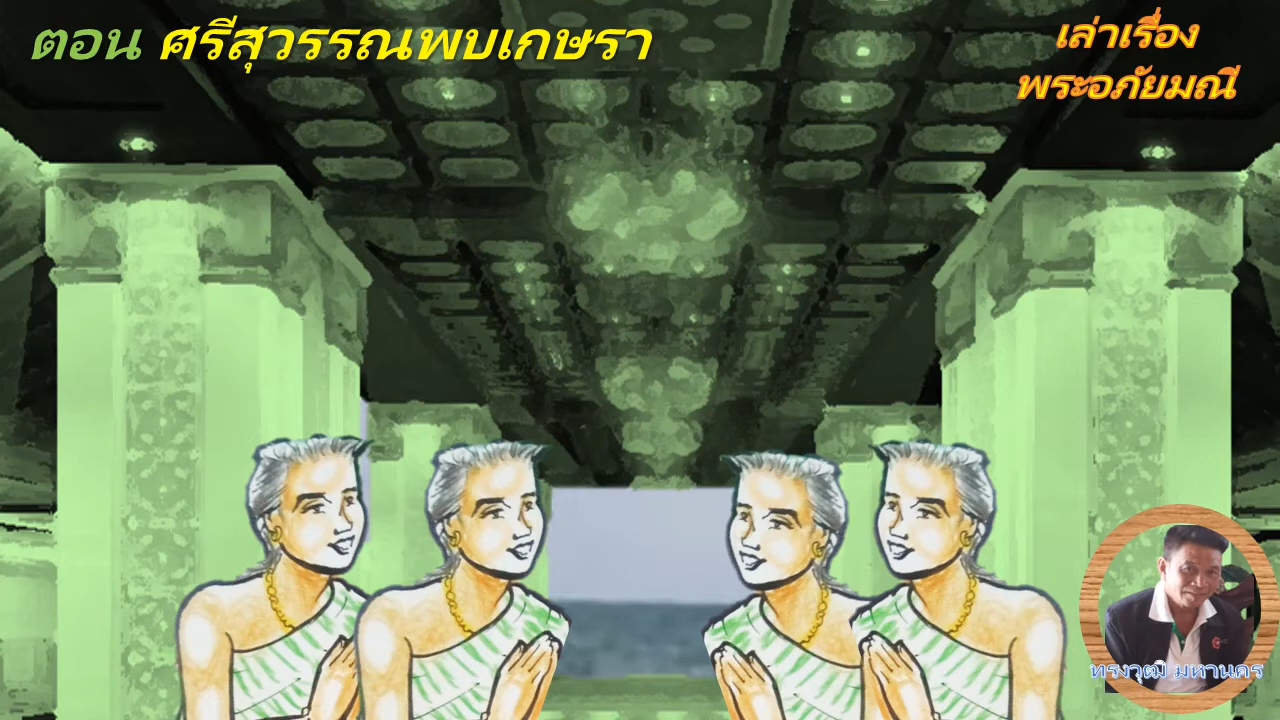 ตอน ศรีสุวรรณพบเกษรา
เล่าเรื่อง
พระอภัยมณี
ทรงวุฒิ มหานคร